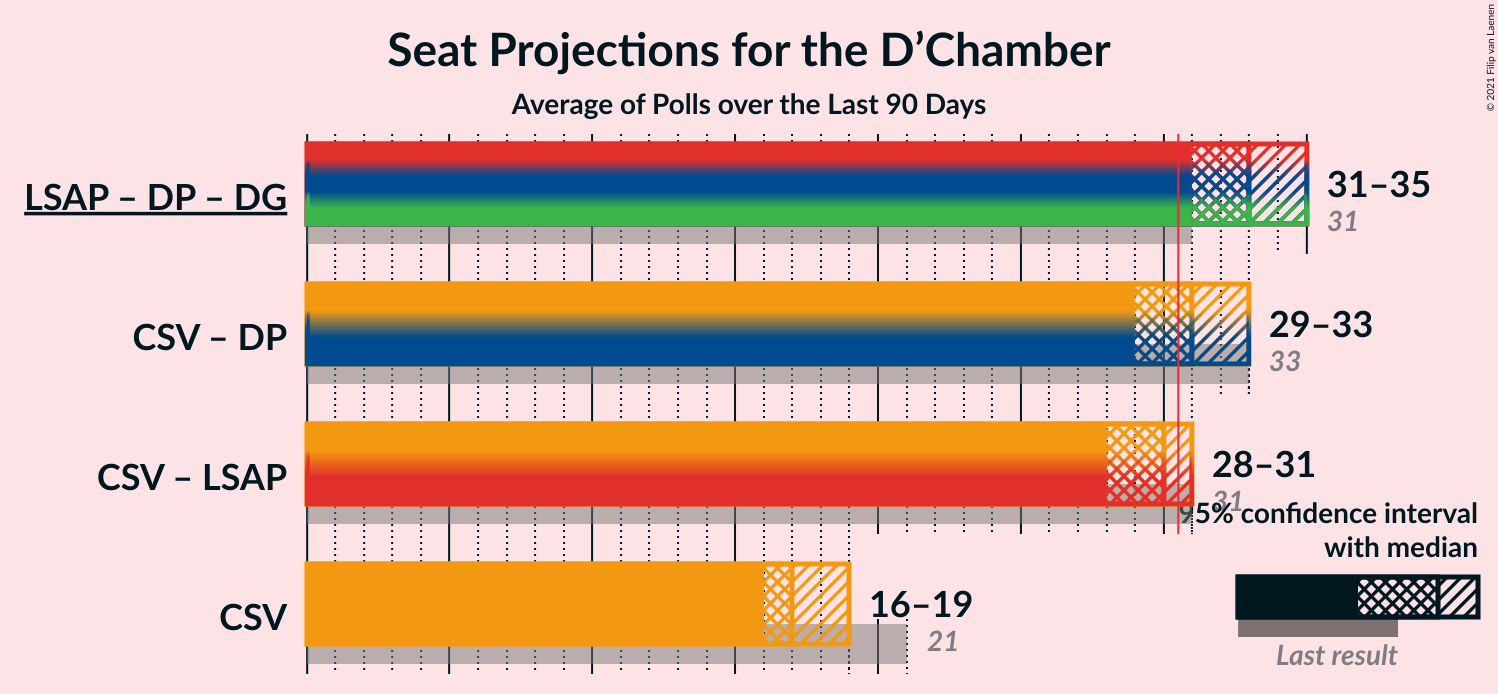 Seat Projections for the D’Chamber
Average of Polls over the Last 90 Days
© 2021 Filip van Laenen
LSAP – DP – DG
31–35
31
CSV – DP
29–33
33
CSV – LSAP
28–31
31
CSV
16–19
21
95% confidence interval
with median
Last result